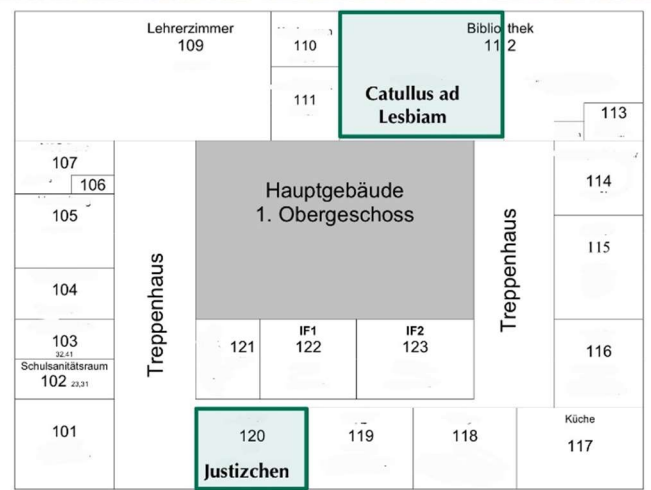 Lehrerzimmer
109
110
Bibliothek
112
111
Catullus ad
Lesbiam
113
107
106
105
114
Hauptgebäude
1. Obergeschoss
115
Treppenhaus
Treppenhaus
104
103
32,41
121
IF1
122
IF2
123
116
Schulsanitätsraum
102 23,31
101
120
Justizchen
119
118
Küche
117